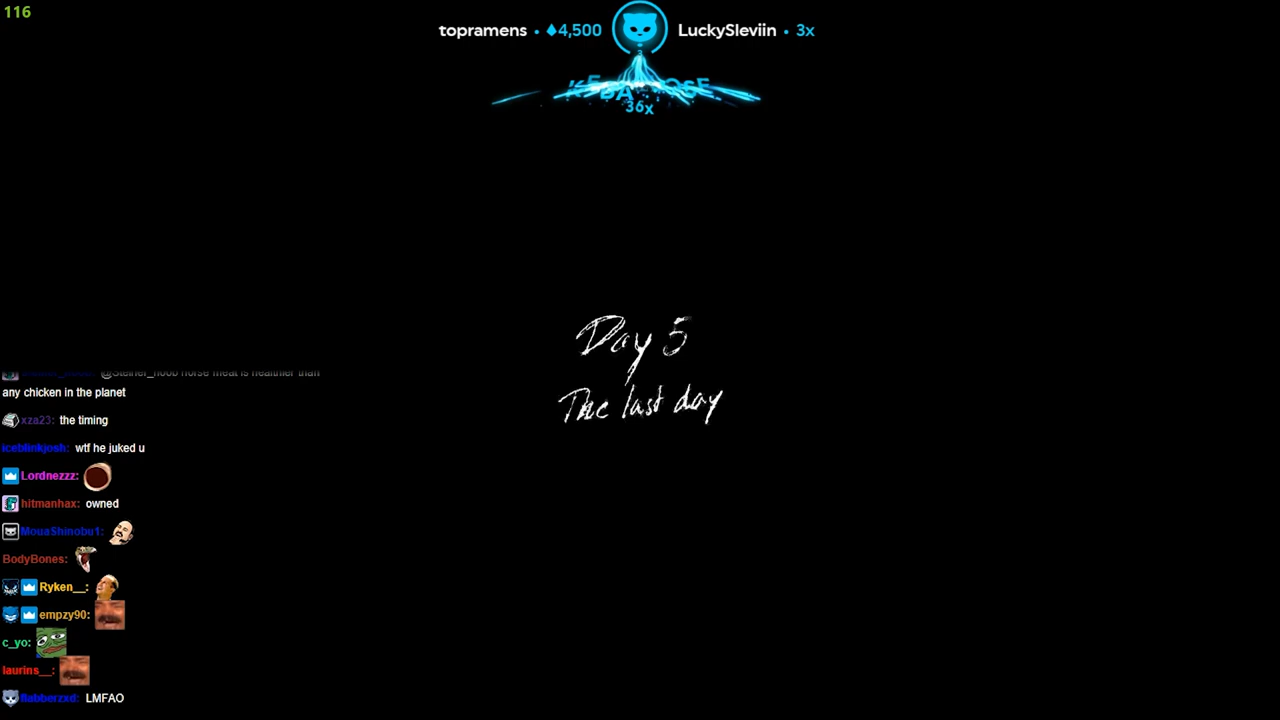 116
topramens • 4,500
LuckySleviin • 3x
36x
Day 5
The last day
any chicken in the planet
xza23: the timing
iceblinkjosh: wtf he juked u
Lordnezzz:
hitmanhax: owned
MouaShinobu1:
BodyBones:
Ryken__:
empzy90:
c_yo:
laurins__:
flabberzxd: LMFAO